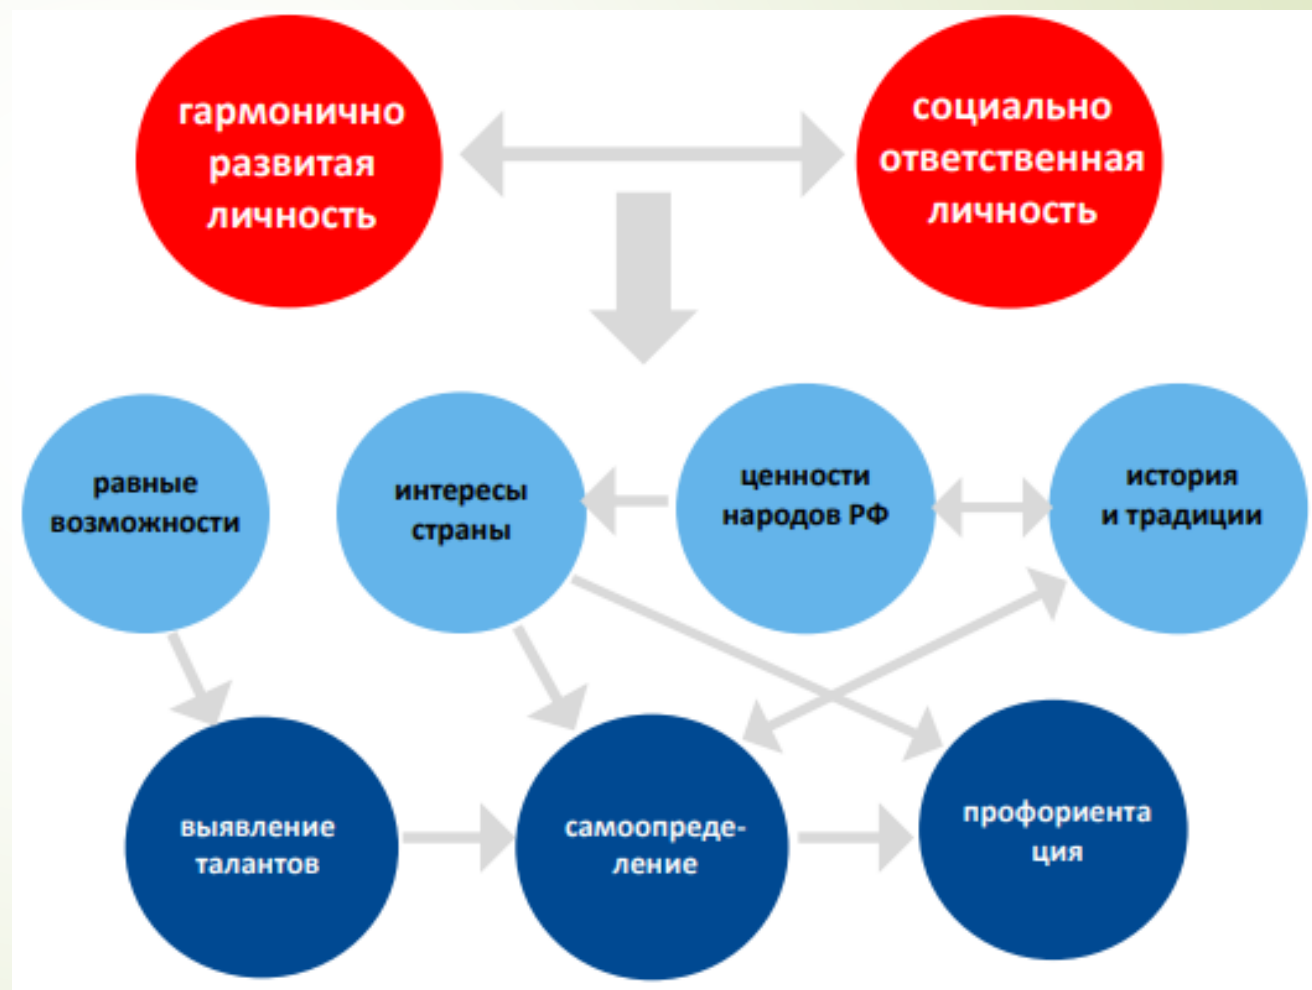 гармонично
развитая
личность
социально
ответственная
личность
равные
возможности
интересы
страны
ценности
народов РФ
история
и традиции
выявление
талантов
самоопреде-
ление
профориента
ция